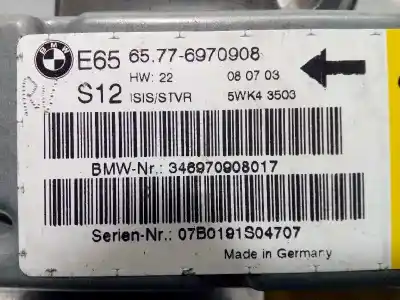 BMW
E65 65.77-6970908
HW: 22 08 07 03
S12 ISIS/STVR 5WK4 3503
BMW-Nr.: 346970908017
Serien-Nr.: 07B0191S04707
Made in Germany